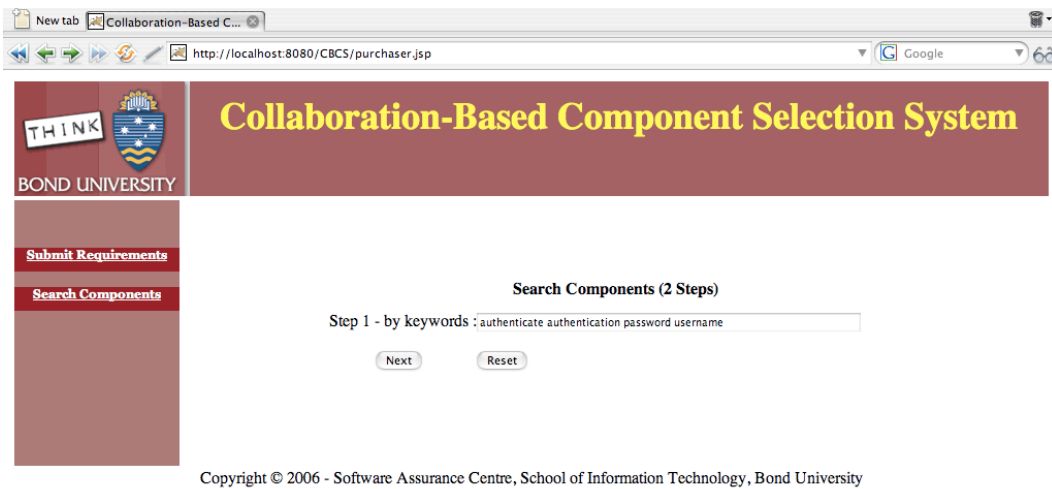 New tab Collaboration-Based C...
http://localhost:8080/CBCS/purchaser.jsp Google
THINK
BOND UNIVERSITY
Collaboration-Based Component Selection System
Submit Requirements
Search Components
Search Components (2 Steps)
Step 1 - by keywords : authenticate authentication password username
Next Reset
Copyright © 2006 - Software Assurance Centre, School of Information Technology, Bond University